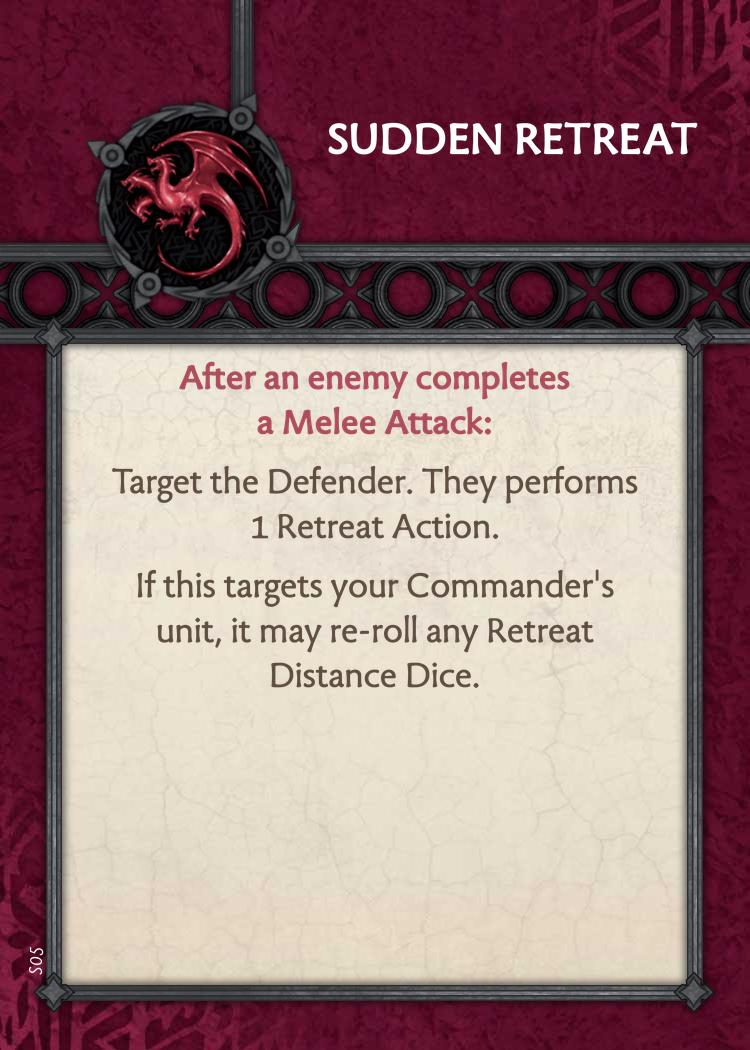 SUDDEN RETREAT
After an enemy completes
a Melee Attack:
Target the Defender. They performs
1 Retreat Action.
If this targets your Commander's
unit, it may re-roll any Retreat
Distance Dice.
S05